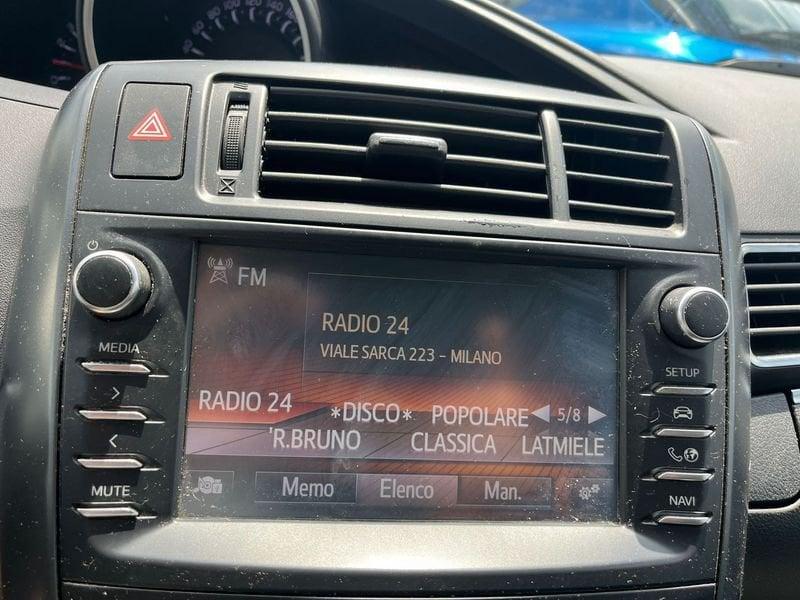 FM
RADIO 24
VIALE SARCA 223 - MILANO
RADIO 24 *DISCO* POPOLARE 5/8
'R.BRUNO CLASSICA LATMIELE
Memo Elenco Man.
MEDIA
MUTE
SETUP
NAVI